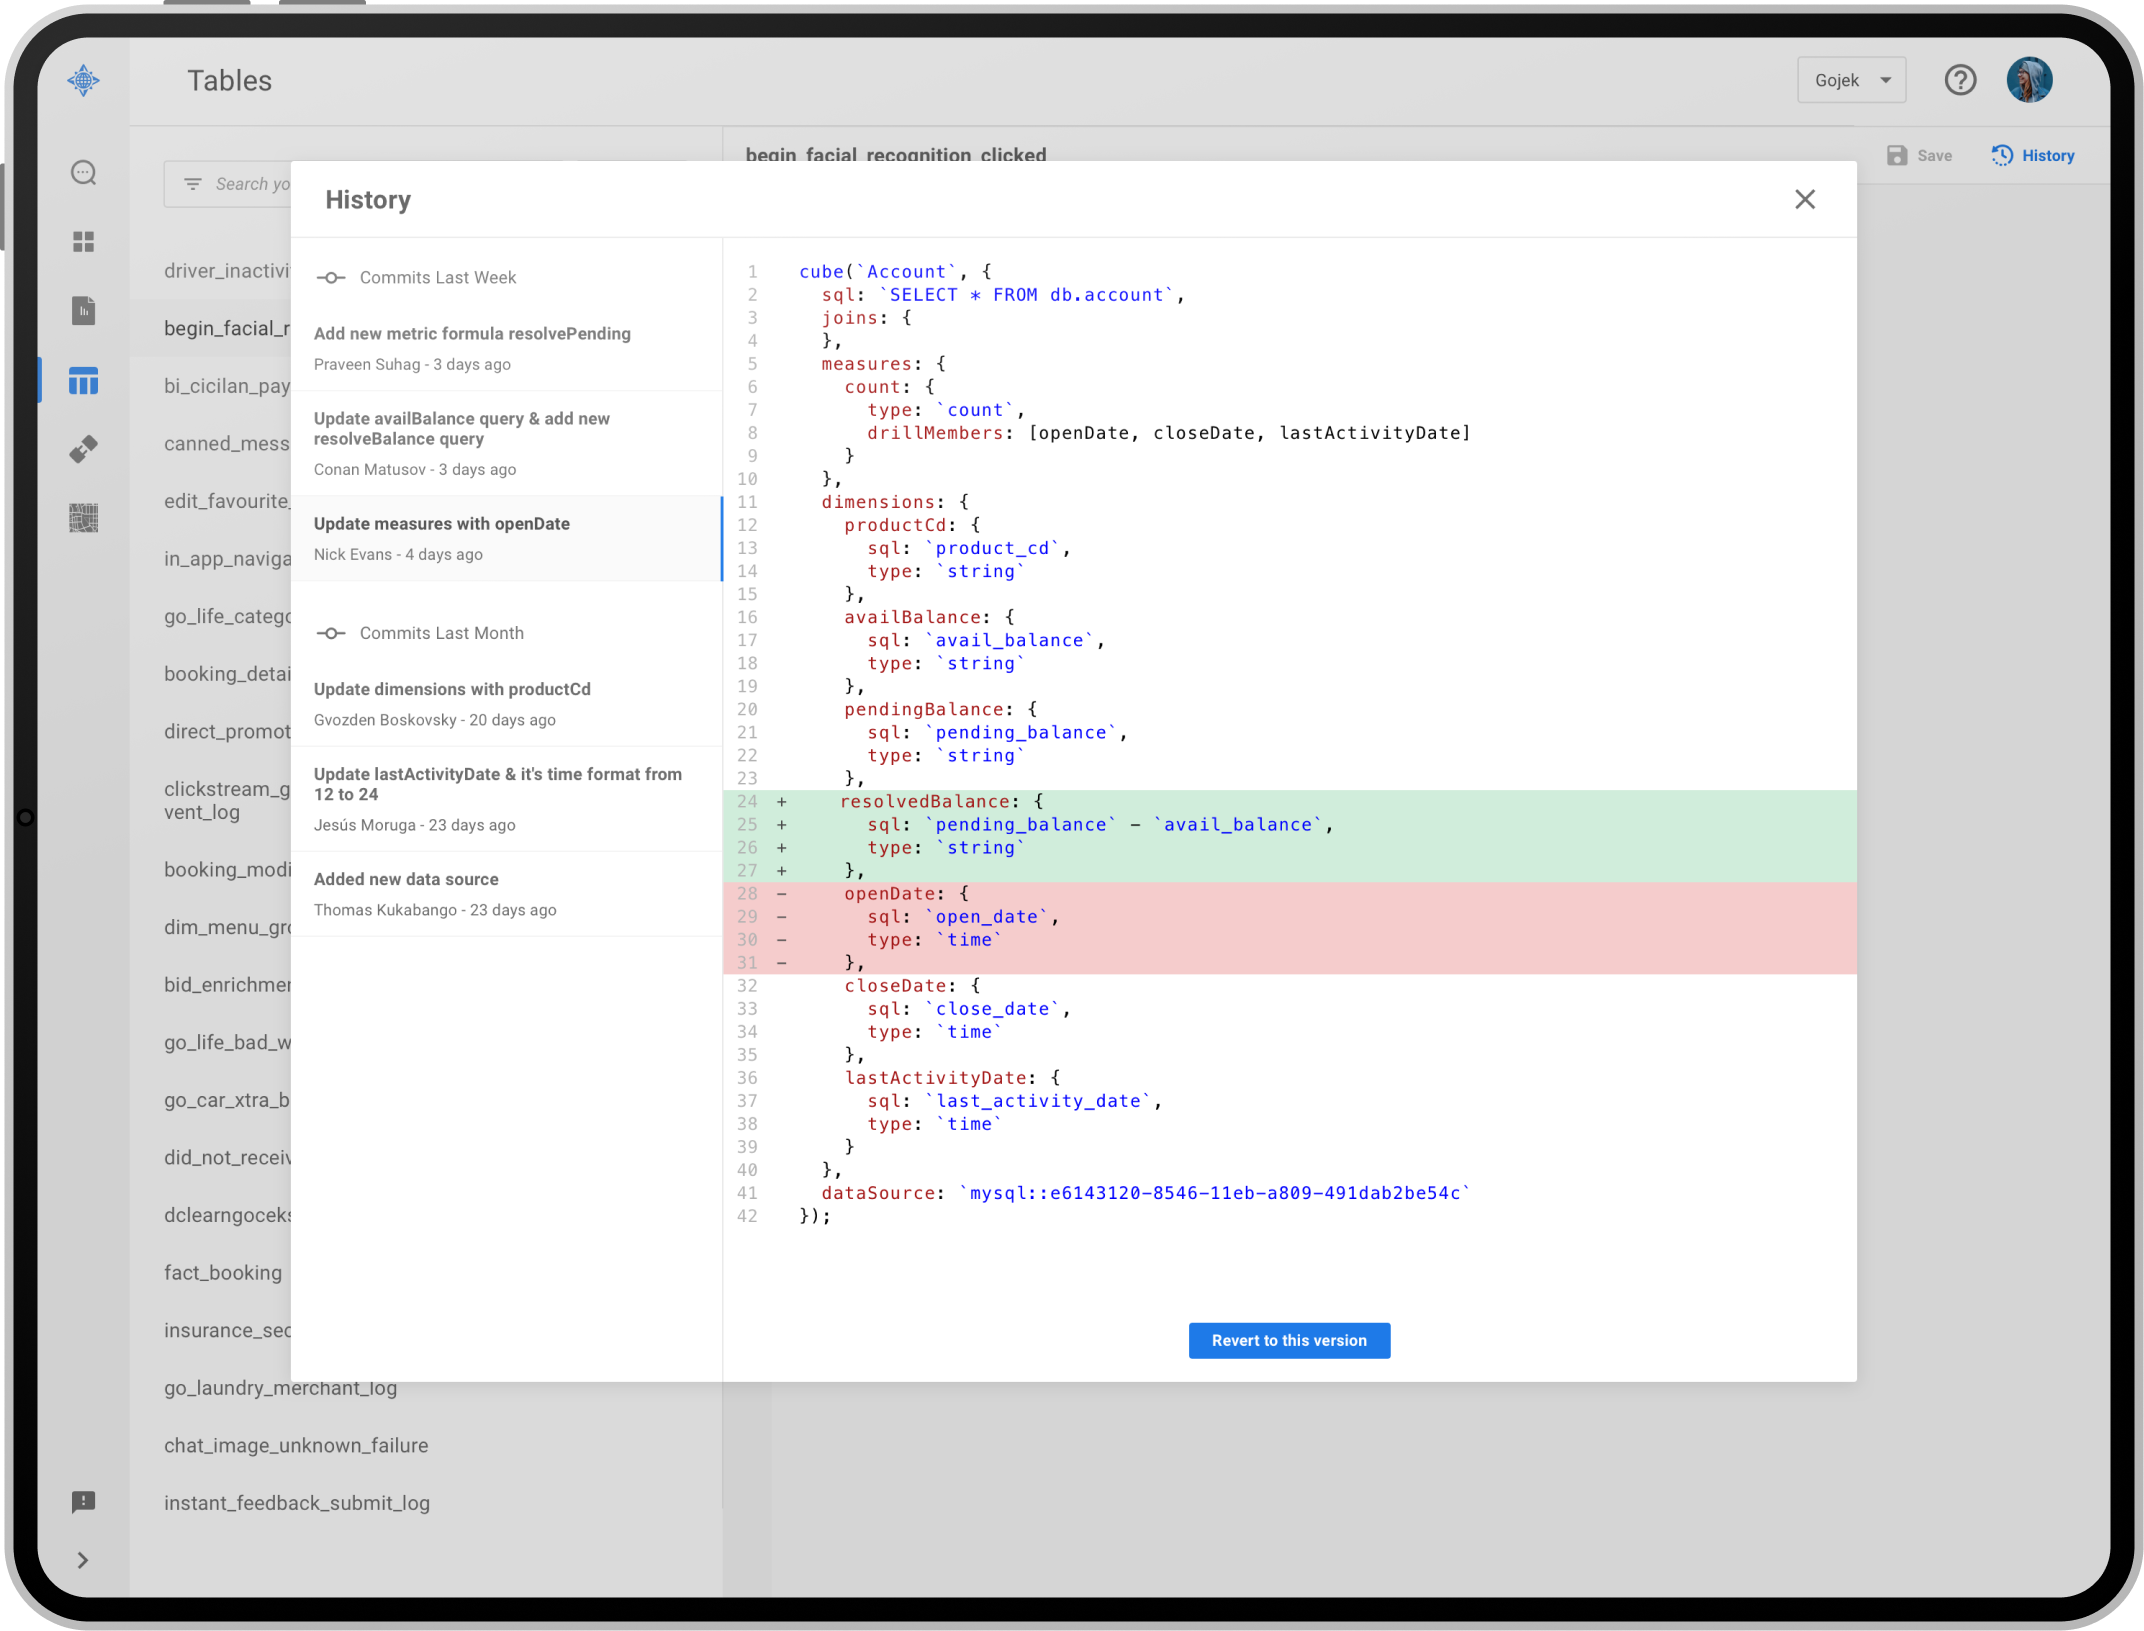 Tables
Gojek
Search yo
begin_facial_recognition_clicked
Save
History
driver_inactivi
begin_facial_r
bi_cicilan_pay
canned_mess
edit_favourite_
in_app_naviga
go_life_catego
booking_detai
direct_promot
clickstream_g
vent_log
booking_modi
dim_menu_gro
bid_enrichmer
go_life_bad_w
go_car_xtra_b
did_not_receiv
dclearngoceks
fact_booking
insurance_sec
go_laundry_merchant_log
chat_image_unknown_failure
instant_feedback_submit_log
History
Commits Last Week
Add new metric formula resolvePending
Praveen Suhag - 3 days ago
Update availBalance query & add new
resolveBalance query
Conan Matusov - 3 days ago
Update measures with openDate
Nick Evans - 4 days ago
Commits Last Month
Update dimensions with productCd
Gvozden Boskovsky - 20 days ago
Update lastActivityDate & it's time format from
12 to 24
Jesús Moruga - 23 days ago
Added new data source
Thomas Kukabango - 23 days ago
1 cube(`Account`, {
2 sql: `SELECT * FROM db.account`,
3 joins: {
4 },
5 measures: {
6 count: {
7 type: `count`,
8 drillMembers: [openDate, closeDate, lastActivityDate]
9 }
10 },
11 dimensions: {
12 productCd: {
13 sql: `product_cd`,
14 type: `string`
15 },
16 availBalance: {
17 sql: `avail_balance`,
18 type: `string`
19 },
20 pendingBalance: {
21 sql: `pending_balance`,
22 type: `string`
23 },
24 + resolvedBalance: {
25 + sql: `pending_balance` - `avail_balance`,
26 + type: `string`
27 + },
28 - openDate: {
29 - sql: `open_date`,
30 - type: `time`
31 - },
32 closeDate: {
33 sql: `close_date`,
34 type: `time`
35 },
36 lastActivityDate: {
37 sql: `last_activity_date`,
38 type: `time`
39 }
40 },
41 dataSource: `mysql::e6143120-8546-11eb-a809-491dab2be54c`
42 });
Revert to this version